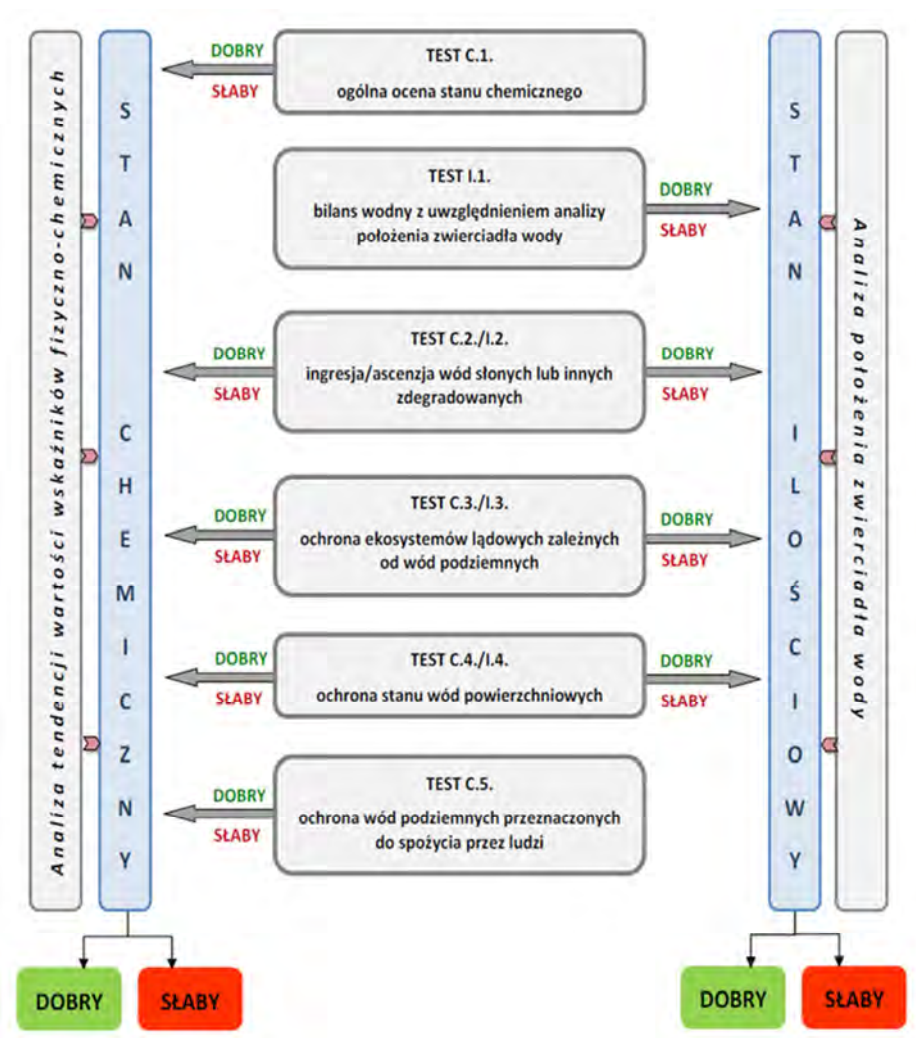 Analiza tendencji wartości wskaźników fizyczno-chemicznych
STAN CHEMICZNY
DOBRY
SŁABY
TEST C.1.
ogólna ocena stanu chemicznego
TEST I.1.
bilans wodny z uwzględnieniem analizy
położenia zwierciadła wody
DOBRY
SŁABY
DOBRY
SŁABY
TEST C.2./I.2.
ingresja/ascenzja wód słonych lub innych
zdegradowanych
DOBRY
SŁABY
DOBRY
SŁABY
TEST C.3./I.3.
ochrona ekosystemów lądowych zależnych
od wód podziemnych
DOBRY
SŁABY
DOBRY
SŁABY
TEST C.4./I.4.
ochrona stanu wód powierzchniowych
DOBRY
SŁABY
DOBRY
SŁABY
TEST C.5.
ochrona wód podziemnych przeznaczonych
do spożycia przez ludzi
STAN ILOŚCIOWY
Analiza położenia zwierciadła wody
DOBRY
SŁABY
DOBRY
SŁABY